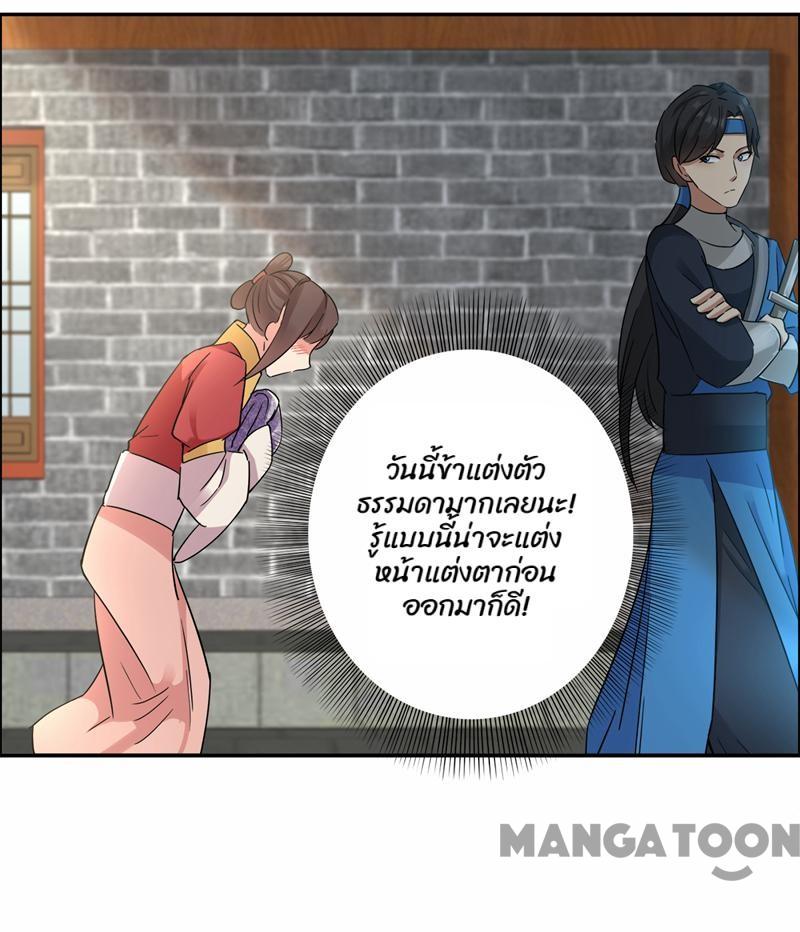 วันนี้ข้าแต่งตัว
ธรรมดามากเลยนะ!
รู้แบบนี้น่าจะแต่ง
หน้าแต่งตาก่อน
ออกมาก็ดี!
MANGATOON